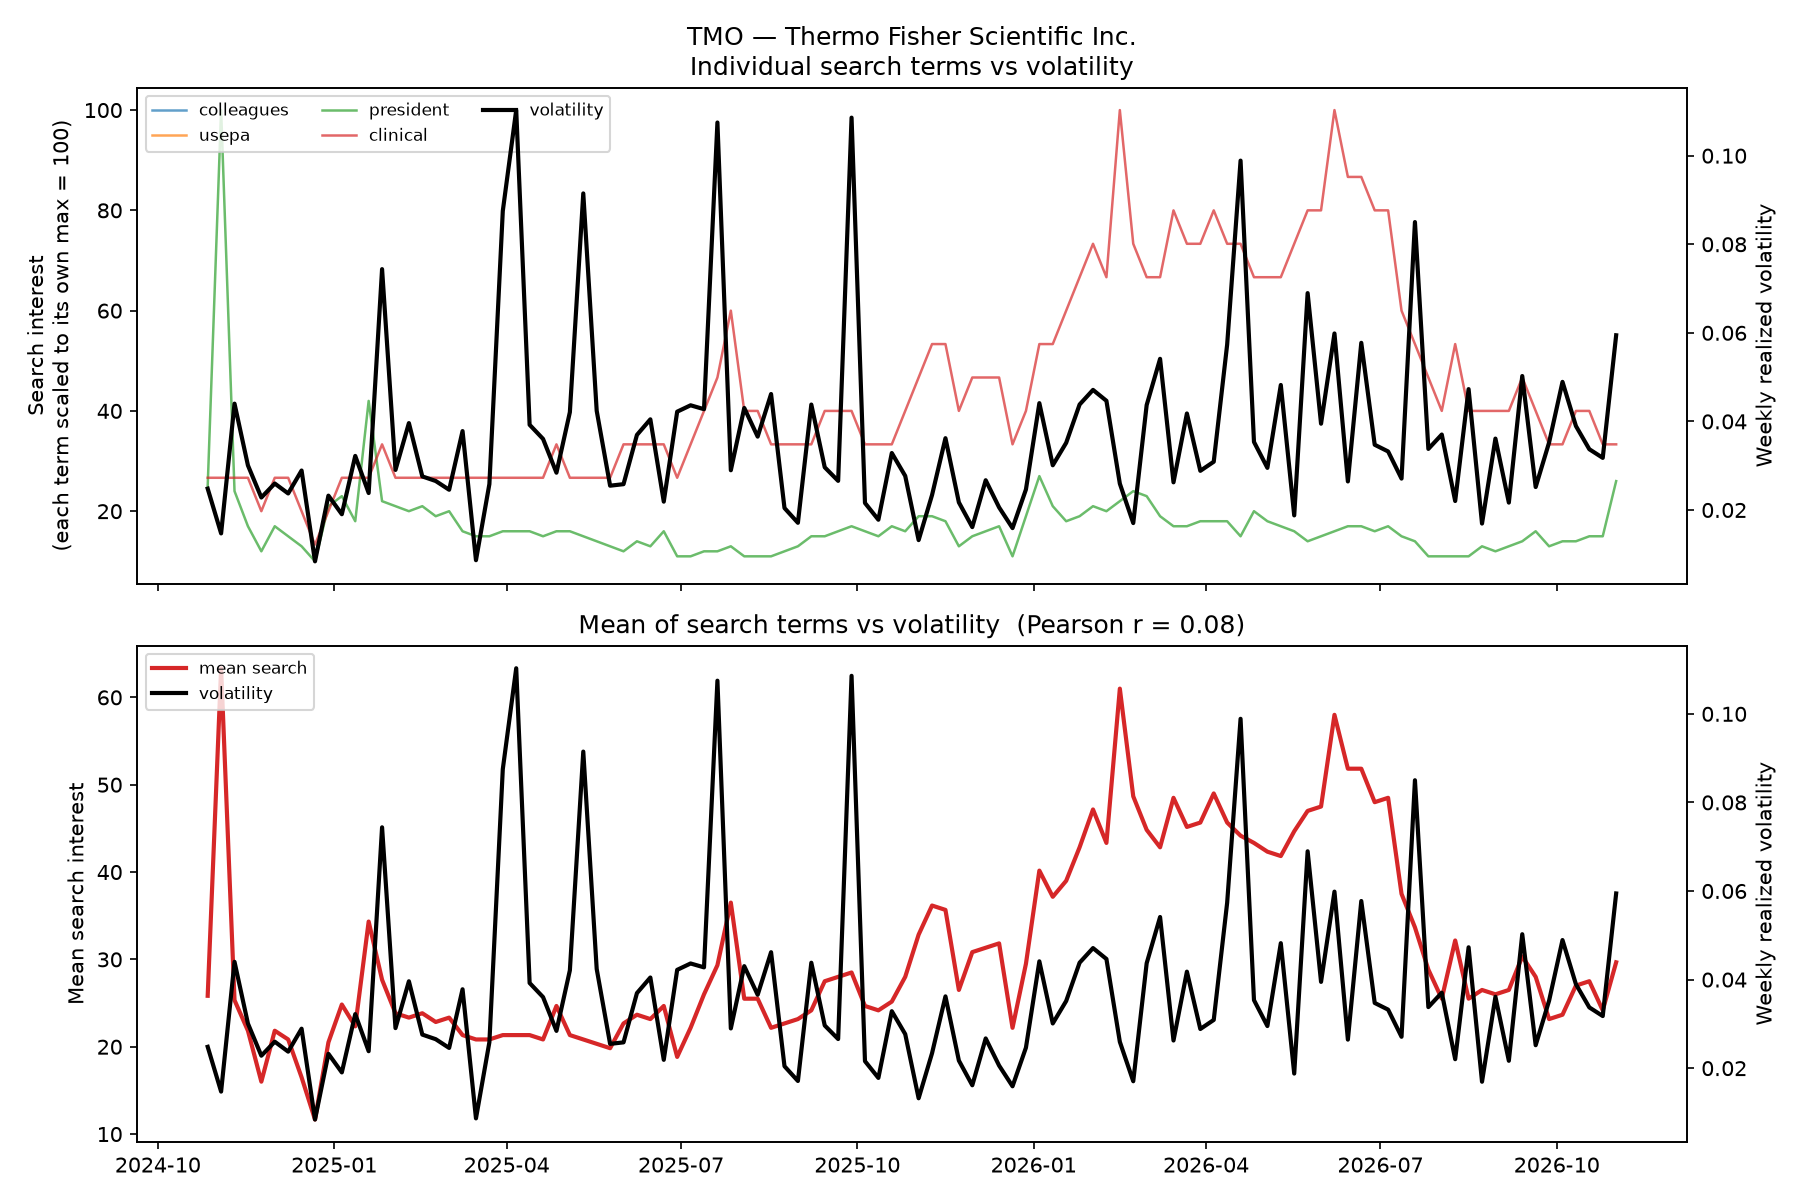 TMO — Thermo Fisher Scientific Inc.
Individual search terms vs volatility
colleagues
usepa
president
clinical
volatility
Search interest
(each term scaled to its own max = 100)
100
80
60
40
20
Weekly realized volatility
0.10
0.08
0.06
0.04
0.02
Mean of search terms vs volatility (Pearson r = 0.08)
mean search
volatility
Mean search interest
60
50
40
30
20
10
Weekly realized volatility
0.10
0.08
0.06
0.04
0.02
2024-10
2025-01
2025-04
2025-07
2025-10
2026-01
2026-04
2026-07
2026-10